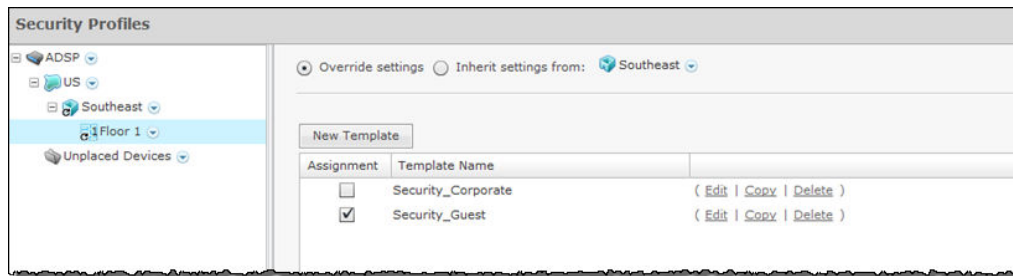 Security Profiles
ADSP
US
Southeast
1 Floor 1
Unplaced Devices
Override settings Inherit settings from: Southeast
New Template
Assignment Template Name
Security_Corporate ( Edit | Copy | Delete )
Security_Guest ( Edit | Copy | Delete )